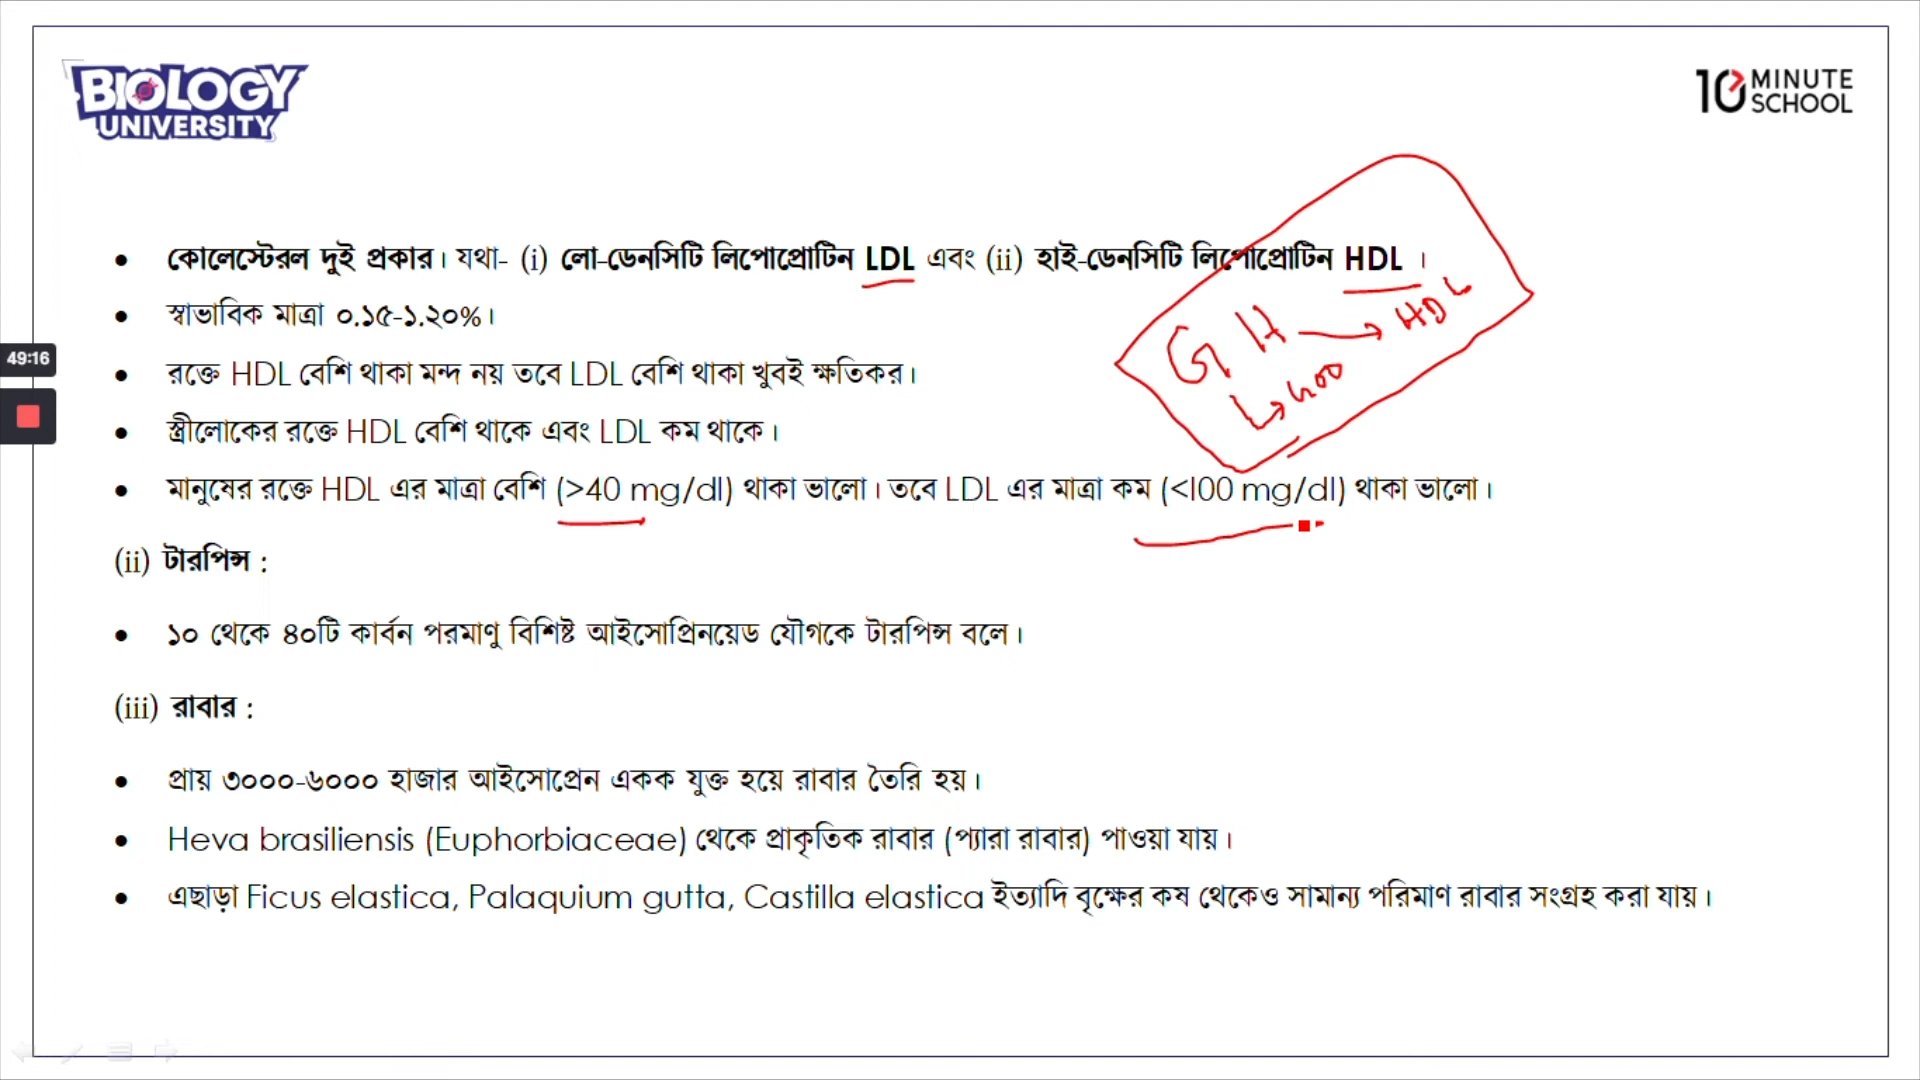 BIOLOGY
UNIVERSITY
10 MINUTE
SCHOOL
• কোলেস্টেরল দুই প্রকার। যথা- (i) লো-ডেনসিটি লিপোপ্রোটিন LDL এবং (ii) হাই-ডেনসিটি লিপোপ্রোটিন HDL ।
• স্বাভাবিক মাত্রা ০.১৫-১.২০%।
HDL
49:16
• রক্তে HDL বেশি থাকা মন্দ নয় তবে LDL বেশি থাকা খুবই ক্ষতিকর।
• স্ত্রীলোকের রক্তে HDL বেশি থাকে এবং LDL কম থাকে।
• মানুষের রক্তে HDL এর মাত্রা বেশি (>40 mg/dl) থাকা ভালো। তবে LDL এর মাত্রা কম (<100 mg/dl) থাকা ভালো।
(ii) টারপিন্স :
• ১০ থেকে ৪০টি কার্বন পরমাণু বিশিষ্ট আইসোপ্রিনয়েড যৌগকে টারপিন্স বলে।
(iii) রাবার :
• প্রায় ৩০০০-৬০০০ হাজার আইসোপ্রেন একক যুক্ত হয়ে রাবার তৈরি হয়।
• Heva brasiliensis (Euphorbiaceae) থেকে প্রাকৃতিক রাবার (প্যারা রাবার) পাওয়া যায়।
• এছাড়া Ficus elastica, Palaquium gutta, Castilla elastica ইত্যাদি বৃক্ষের কষ থেকেও সামান্য পরিমাণ রাবার সংগ্রহ করা যায়।